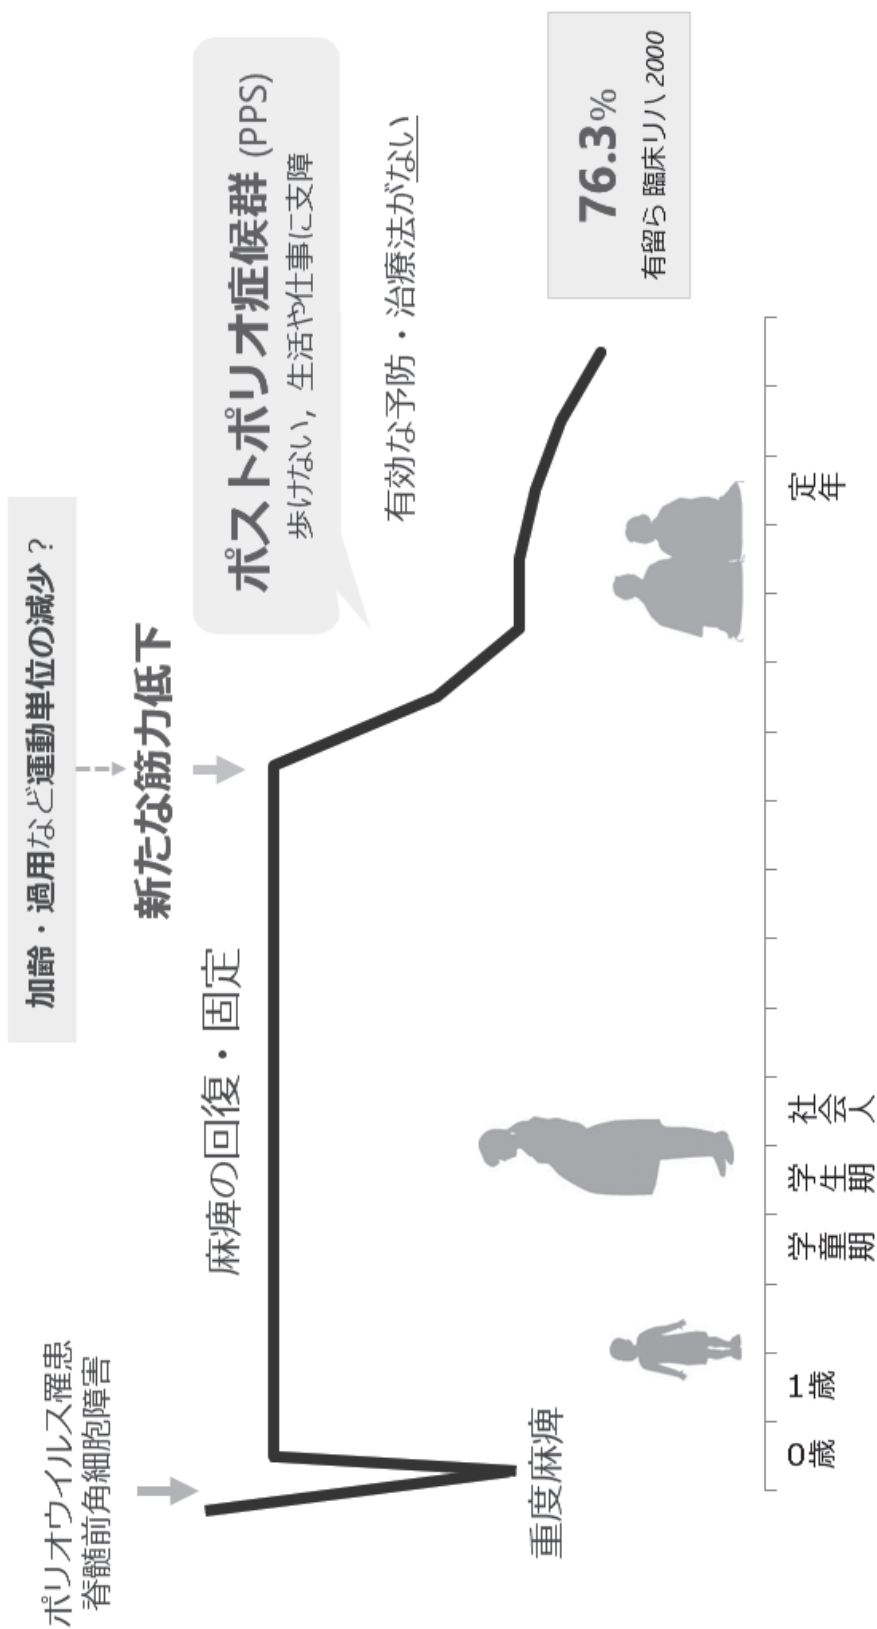 加齢・過用など運動単位の減少？
ポリオウイルス罹患
脊髄前角細胞障害
新たな筋力低下
麻痺の回復・固定
ポストポリオ症候群 (PPS)
歩けない，生活や仕事に支障
有効な予防・治療法がない
重度麻痺
76.3%
有留ら 臨床リハ 2000
0歳
1歳
学童期
学生期
社会人
定年